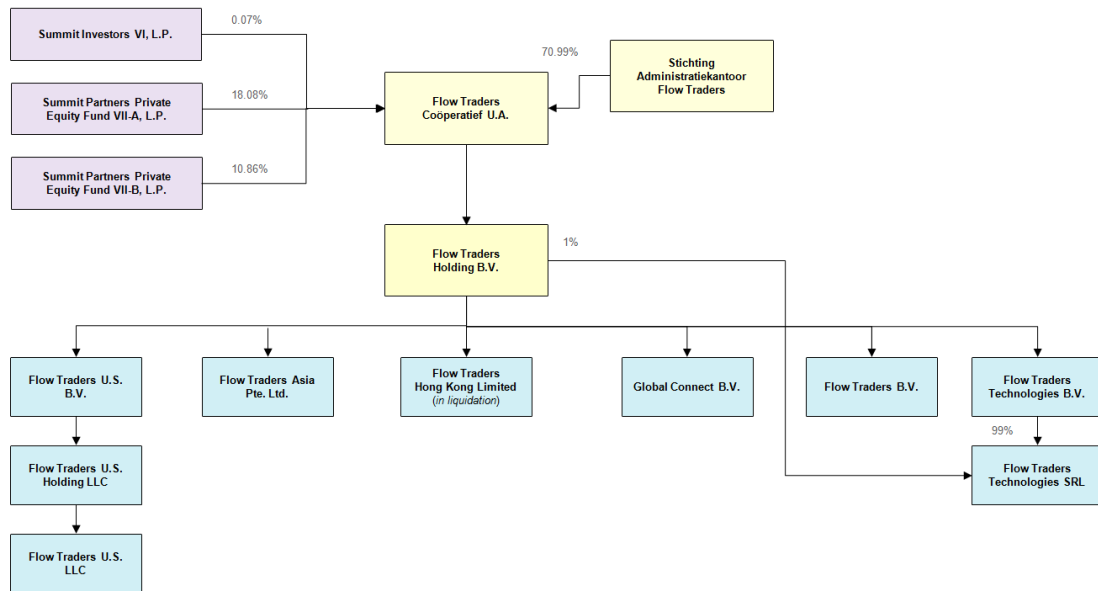 Summit Investors VI, L.P.
0.07%
Summit Partners Private
Equity Fund VII-A, L.P.
18.08%
Summit Partners Private
Equity Fund VII-B, L.P.
10.86%
Flow Traders
Coöperatief U.A.
70.99%
Stichting
Administratiekantoor
Flow Traders
Flow Traders
Holding B.V.
1%
Flow Traders U.S.
B.V.
Flow Traders Asia
Pte. Ltd.
Flow Traders
Hong Kong Limited
(in liquidation)
Global Connect B.V.
Flow Traders B.V.
Flow Traders
Technologies B.V.
99%
Flow Traders U.S.
Holding LLC
Flow Traders
Technologies SRL
Flow Traders U.S.
LLC